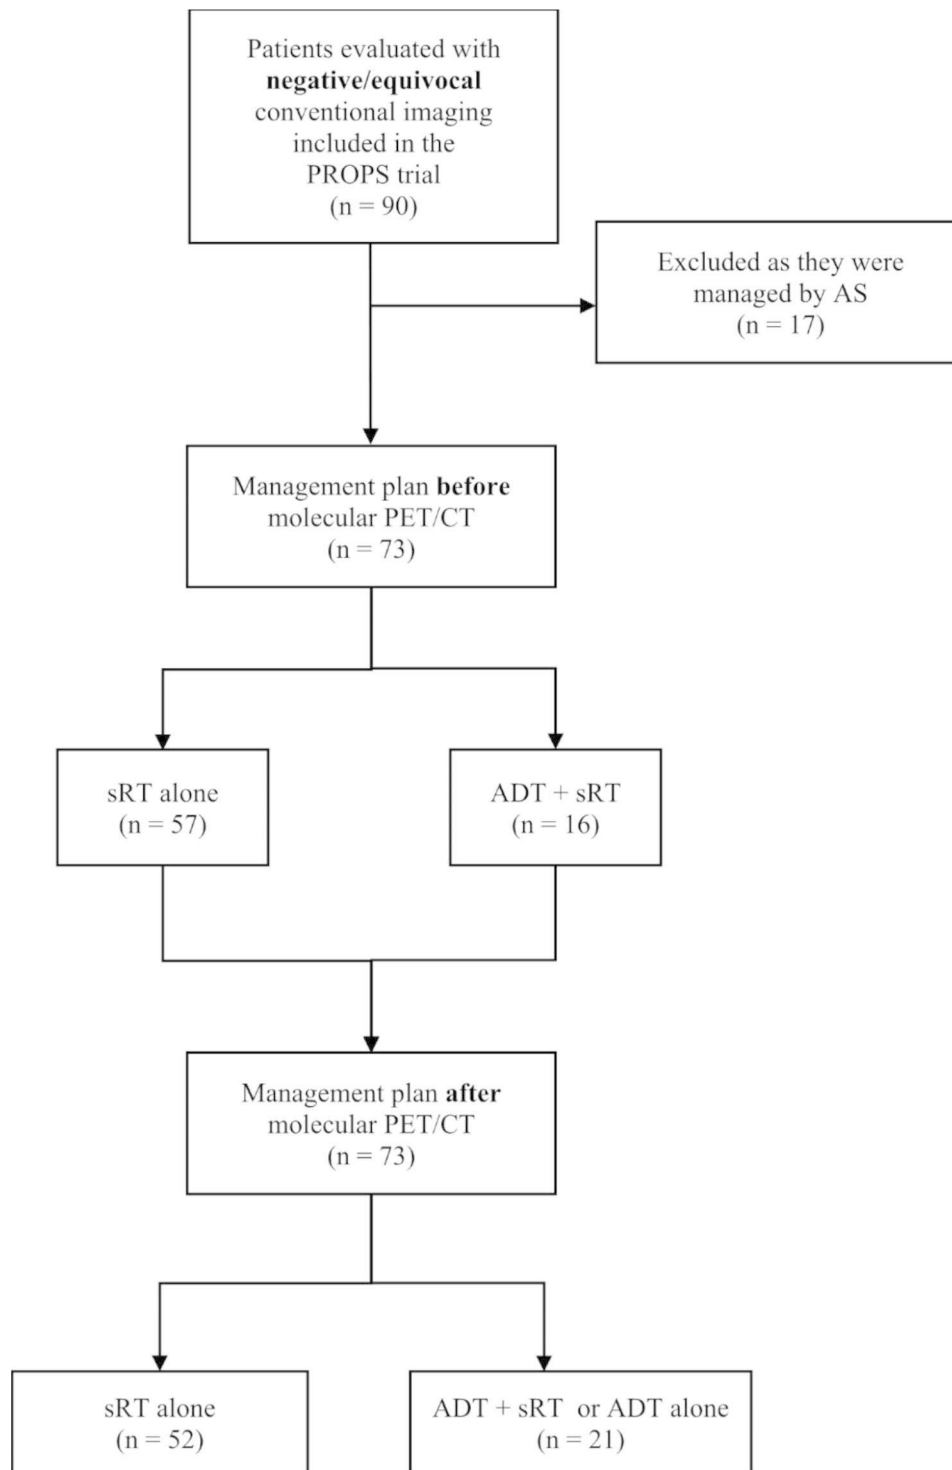 Patients evaluated with
negative/equivocal
conventional imaging
included in the
PROPS trial
(n = 90)
Excluded as they were
managed by AS
(n = 17)
Management plan before
molecular PET/CT
(n = 73)
sRT alone
(n = 57)
ADT + sRT
(n = 16)
Management plan after
molecular PET/CT
(n = 73)
sRT alone
(n = 52)
ADT + sRT or ADT alone
(n = 21)